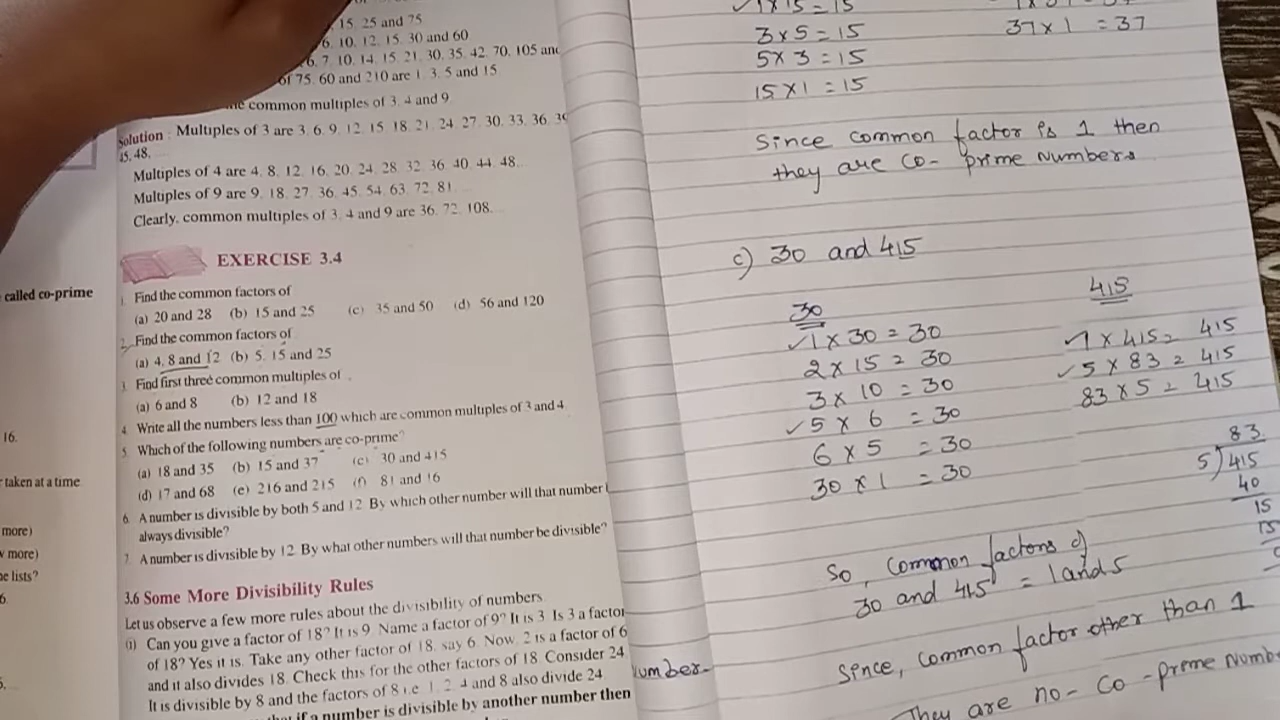 15. 25 and 75
6. 10. 12. 15. 30 and 60
6. 7. 10. 14. 15. 21. 30. 35. 42. 70. 105 and
of 75. 60 and 210 are 1. 3. 5 and 15
common multiples of 3. 4 and 9
Solution : Multiples of 3 are 3. 6. 9. 12. 15. 18. 21. 24. 27. 30. 33. 36. 39
45. 48.
Multiples of 4 are 4. 8. 12. 16. 20. 24. 28. 32. 36. 40. 44. 48...
Multiples of 9 are 9. 18. 27. 36. 45. 54. 63. 72. 81
Clearly. common multiples of 3. 4 and 9 are 36. 72. 108.
EXERCISE 3.4
1. Find the common factors of
(a) 20 and 28 (b) 15 and 25 (c) 35 and 50 (d) 56 and 120
2. Find the common factors of
(a) 4, 8 and 12 (b) 5. 15 and 25
3. Find first three common multiples of
(a) 6 and 8 (b) 12 and 18
4. Write all the numbers less than 100 which are common multiples of 3 and 4
5. Which of the following numbers are co-prime?
(a) 18 and 35 (b) 15 and 37 (c) 30 and 415
(d) 17 and 68 (e) 216 and 215 (f) 81 and 16
6. A number is divisible by both 5 and 12. By which other number will that number
always divisible?
7. A number is divisible by 12. By what other numbers will that number be divisible?
3.6 Some More Divisibility Rules
Let us observe a few more rules about the divisibility of numbers.
(i) Can you give a factor of 18? It is 9. Name a factor of 9? It is 3. Is 3 a factor
of 18? Yes it is. Take any other factor of 18. say 6. Now. 2 is a factor of 6
and it also divides 18. Check this for the other factors of 18. Consider 24
It is divisible by 8 and the factors of 8 i.e. 1. 2. 4 and 8 also divide 24
if a number is divisible by another number then
called co-prime
16.
taken at a time
more)
more)
lists?
6.
1 x 15 = 15
3 x 5 = 15
5 x 3 = 15
15 x 1 = 15
37 x 1 = 37
Since common factor is 1 then
they are co- prime numbers
c) 30 and 415
30
✓1 x 30 = 30
2 x 15 = 30
3 x 10 = 30
✓5 x 6 = 30
6 x 5 = 30
30 x 1 = 30
415
✓1 x 415 = 415
✓5 x 83 = 415
83 x 5 = 415
83
5)415
40
15
15
So, common factors of
30 and 415 = 1 and 5
Since, common factor other than 1
They are no- co -prime Numb
number.